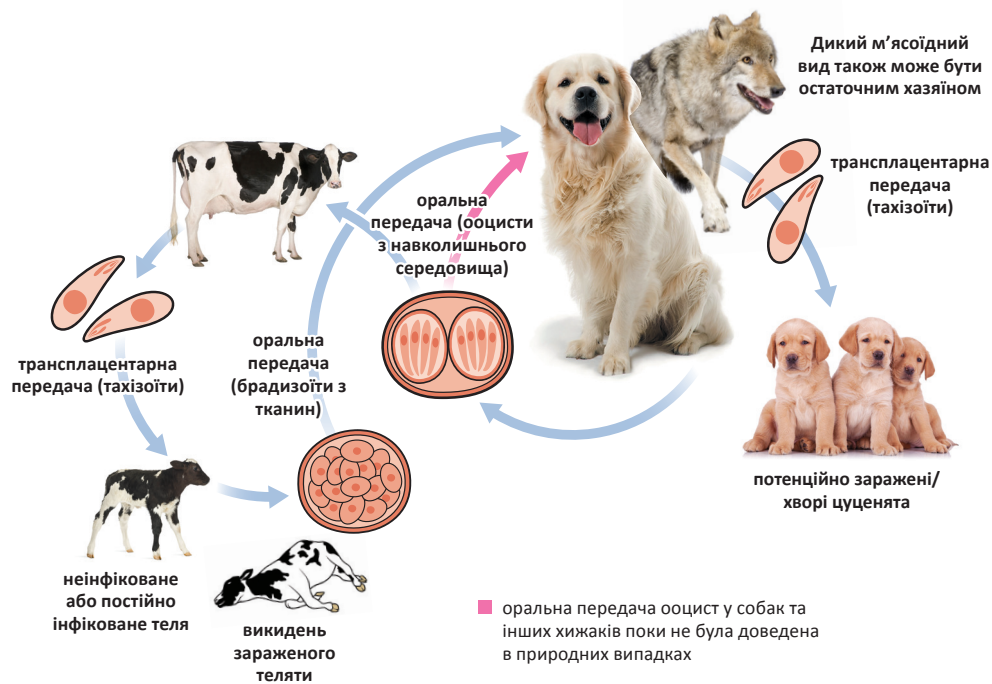 Дикий м’ясоїдний
вид також може бути
остаточним хазяїном
трансплацентарна
передача
(тахізоїти)
оральна
передача (ооцисти
з навколишнього
середовища)
трансплацентарна
передача (тахізоїти)
оральна
передача
(брадизоїти з
тканин)
потенційно заражені/
хворі цуценята
неінфіковане
або постійно
інфіковане теля
викидень
зараженого
теляти
оральна передача ооцист у собак та
інших хижаків поки не була доведена
в природних випадках